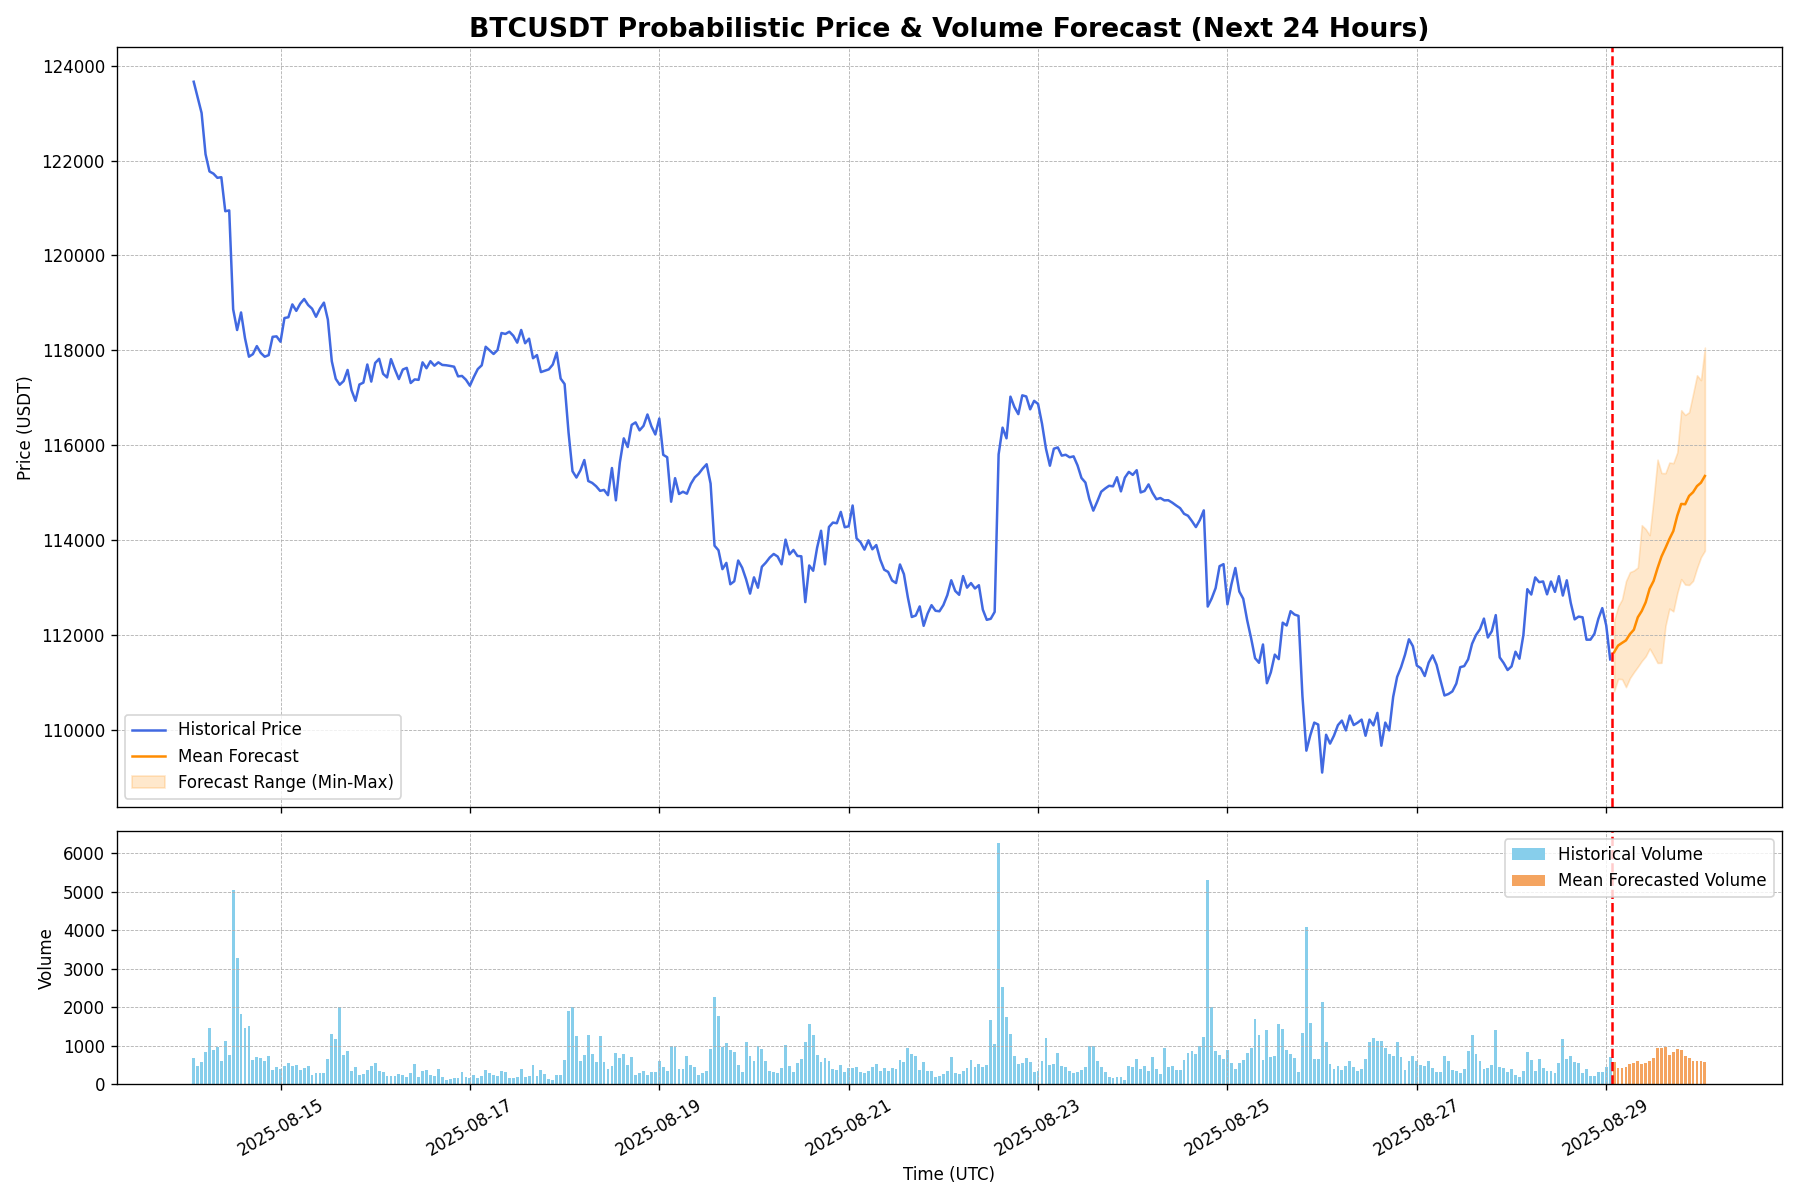 BTCUSDT Probabilistic Price & Volume Forecast (Next 24 Hours)
124000
122000
120000
118000
116000
114000
112000
110000
Price (USDT)
Historical Price
Mean Forecast
Forecast Range (Min-Max)
6000
5000
4000
3000
2000
1000
0
Volume
Historical Volume
Mean Forecasted Volume
2025-08-15
2025-08-17
2025-08-19
2025-08-21
2025-08-23
2025-08-25
2025-08-27
2025-08-29
Time (UTC)